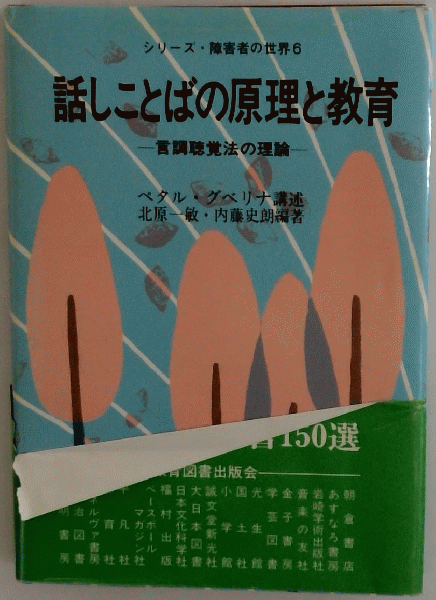 シリーズ・障害者の世界6
話しことばの原理と教育
―言調聴覚法の理論―
ペタル・グベリナ講述
北原一敏・内藤史朗編著
150選
育図書出版会
朝倉書店
あすなろ書房
岩崎学術出版社
音楽の友社
金子書房
学芸図書
光生館
国土社
小学館
誠文堂新光社
大日本図書
日本文化科学社
福村出版
ベースボール
マガジン社
平凡社
育社
ルヴァ書房
治図書
明書房